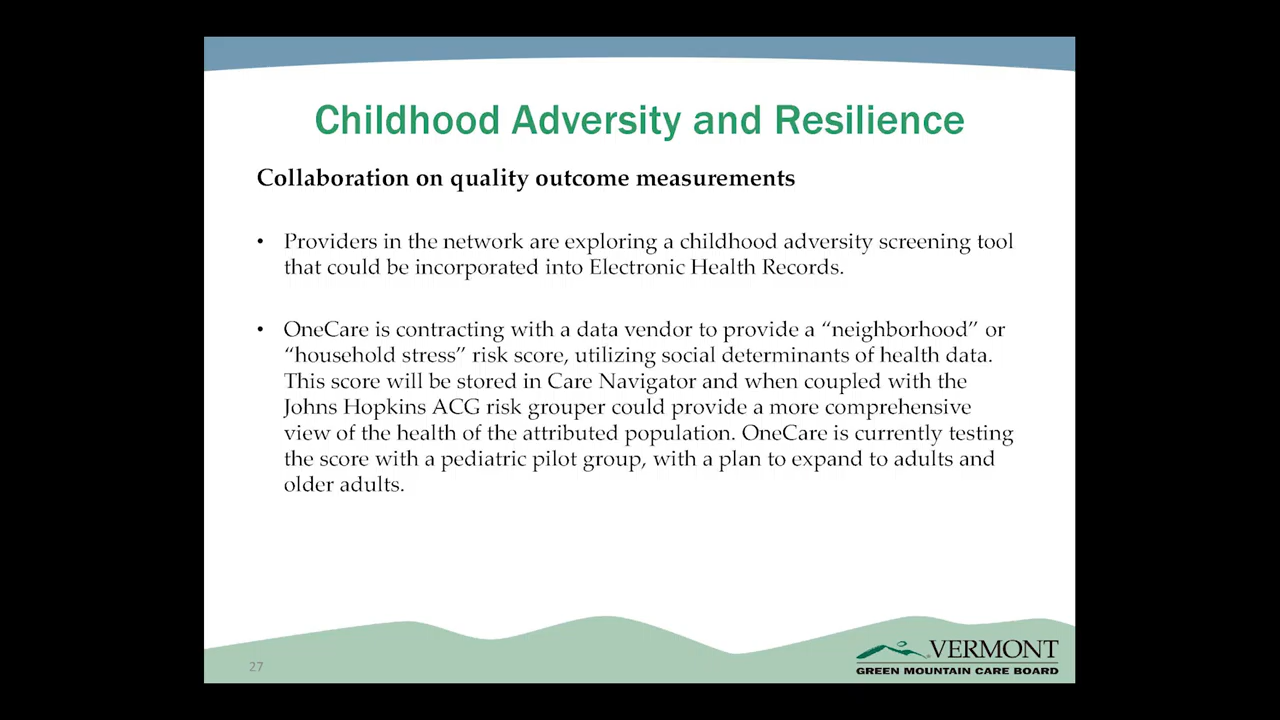 Childhood Adversity and Resilience
Collaboration on quality outcome measurements
• Providers in the network are exploring a childhood adversity screening tool
that could be incorporated into Electronic Health Records.
• OneCare is contracting with a data vendor to provide a “neighborhood” or
“household stress” risk score, utilizing social determinants of health data.
This score will be stored in Care Navigator and when coupled with the
Johns Hopkins ACG risk grouper could provide a more comprehensive
view of the health of the attributed population. OneCare is currently testing
the score with a pediatric pilot group, with a plan to expand to adults and
older adults.
27
VERMONT
GREEN MOUNTAIN CARE BOARD